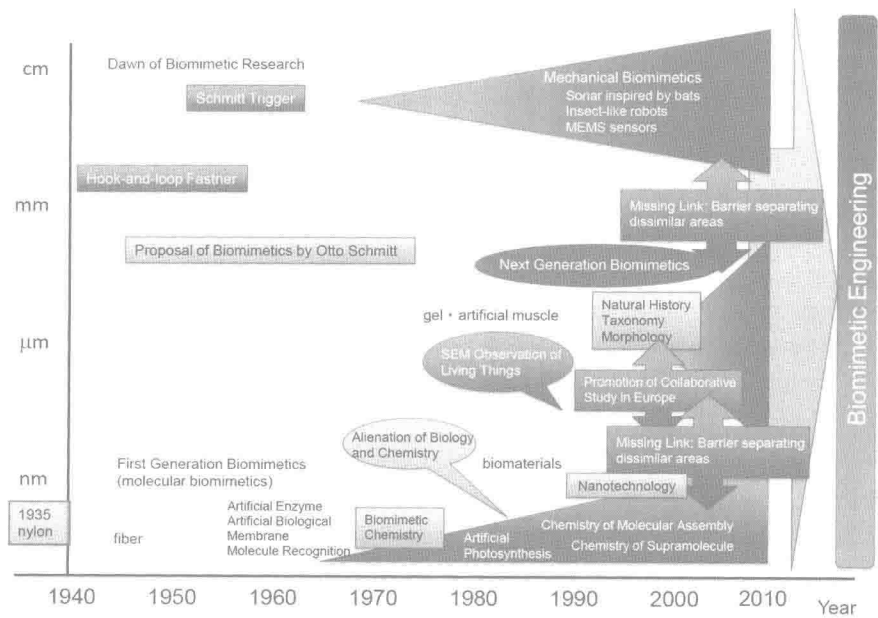 cm
Dawn of Biomimetic Research
Schmitt Trigger
Mechanical Biomimetics
Sonar inspired by bats
Insect-like robots
MEMS sensors
Hook-and-loop Fastner
mm
Missing Link: Barrier separating
dissimilar areas
Proposal of Biomimetics by Otto Schmitt
Next Generation Biomimetics
Natural History
Taxonomy
Morphology
gel・artificial muscle
μm
SEM Observation of
Living Things
Promotion of Collaborative
Study in Europe
Alienation of Biology
and Chemistry
Missing Link: Barrier separating
dissimilar areas
First Generation Biomimetics
(molecular biomimetics)
biomaterials
nm
Nanotechnology
1935
nylon
fiber
Artificial Enzyme
Artificial Biological
Membrane
Molecule Recognition
Biomimetic
Chemistry
Artificial
Photosynthesis
Chemistry of Molecular Assembly
Chemistry of Supramolecule
Biomimetic Engineering
1940
1950
1960
1970
1980
1990
2000
2010
Year